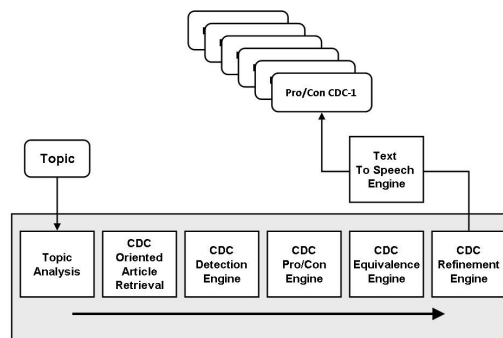 Pro/Con CDC-1
Topic
Text
To Speech
Engine
Topic
Analysis
CDC
Oriented
Article
Retrieval
CDC
Detection
Engine
CDC
Pro/Con
Engine
CDC
Equivalence
Engine
CDC
Refinement
Engine